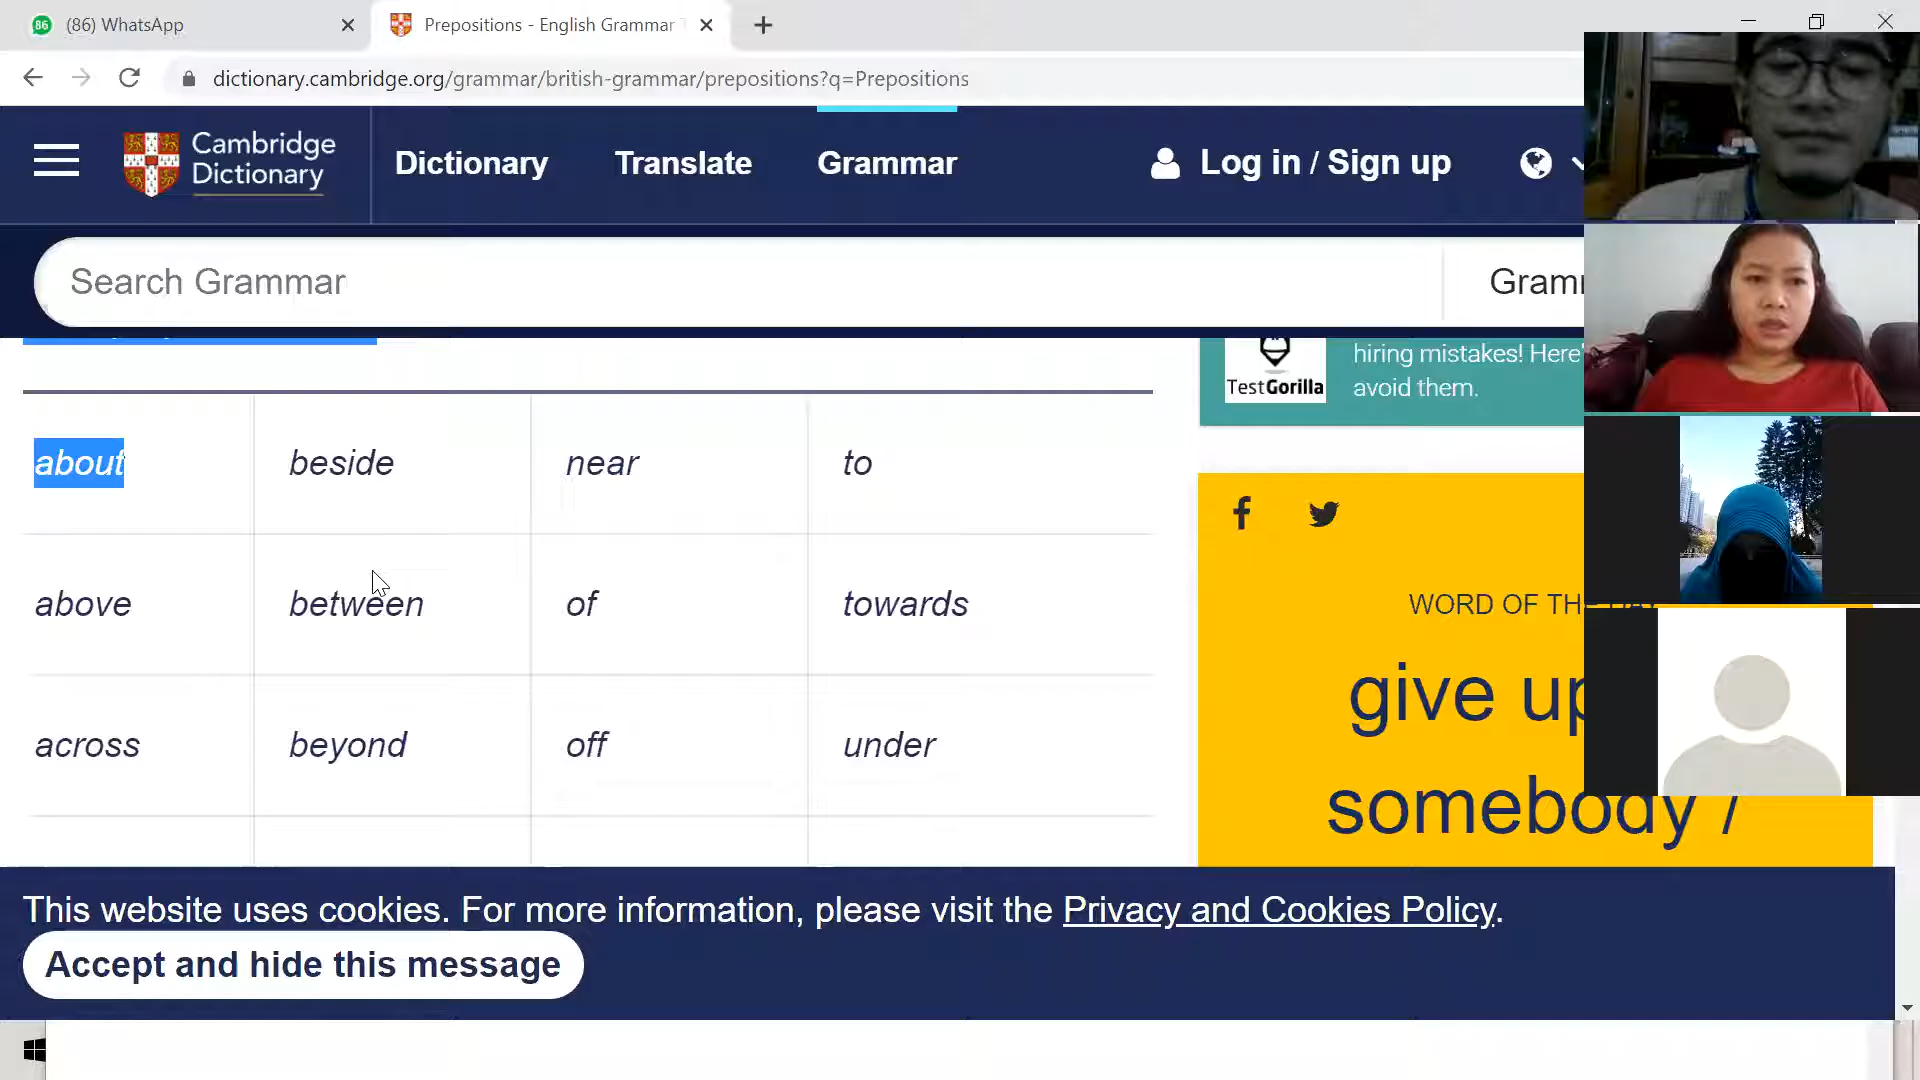 (86) WhatsApp
Prepositions - English Grammar
dictionary.cambridge.org/grammar/british-grammar/prepositions?q=Prepositions
Cambridge
Dictionary
Dictionary
Translate
Grammar
Log in / Sign up
Search Grammar
Gram
hiring mistakes! Here'
avoid them.
TestGorilla
about beside near to
above between of towards
across beyond off under
WORD OF THE DAY
give up
somebody /
This website uses cookies. For more information, please visit the Privacy and Cookies Policy.
Accept and hide this message